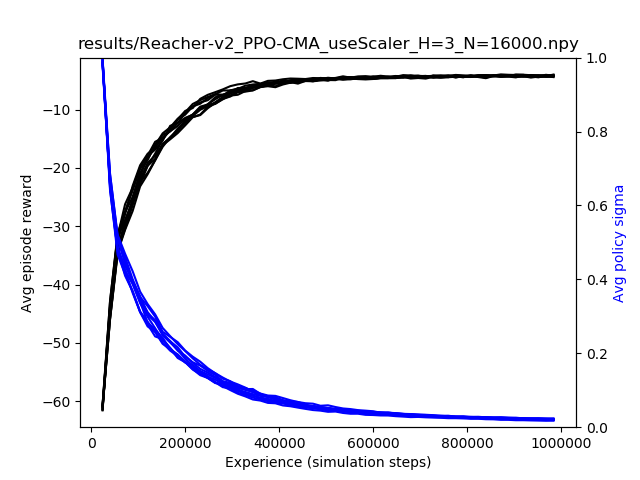 results/Reacher-v2_PPO-CMA_useScaler_H=3_N=16000.npy
Avg episode reward
−10
−20
−30
−40
−50
−60
1.0
0.8
0.6
0.4
0.2
0.0
Avg policy sigma
0 200000 400000 600000 800000 1000000
Experience (simulation steps)